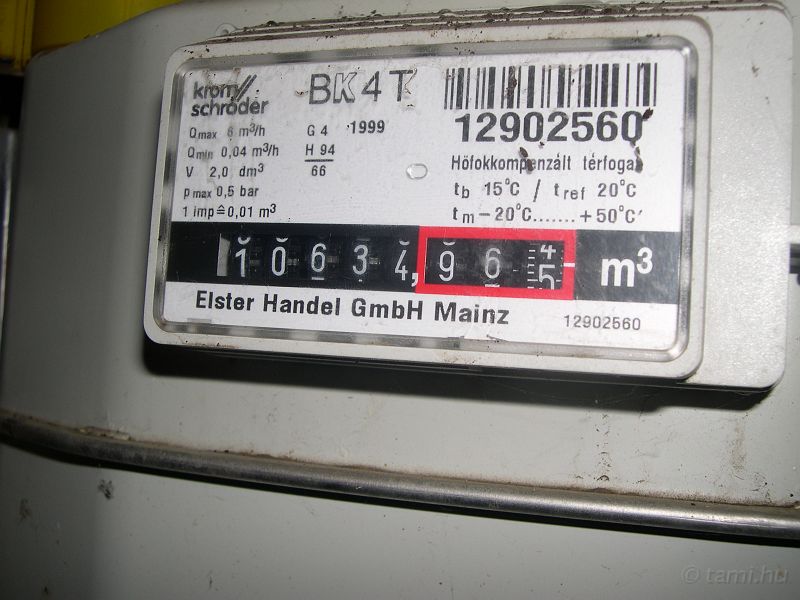 krom//
schröder
BK4T
12902560
Qmax 6 m³/h
Qmin 0,04 m³/h
V 2,0 dm³
pmax 0,5 bar
1 imp ≙ 0,01 m³
G 4 1999
H 94
66
Hőfokkompenzált térfogat
tb 15°C / tref 20°C
tm -20°C.......+50°C
10634,96 4
5 m³
Elster Handel GmbH Mainz
12902560
© tami.hu